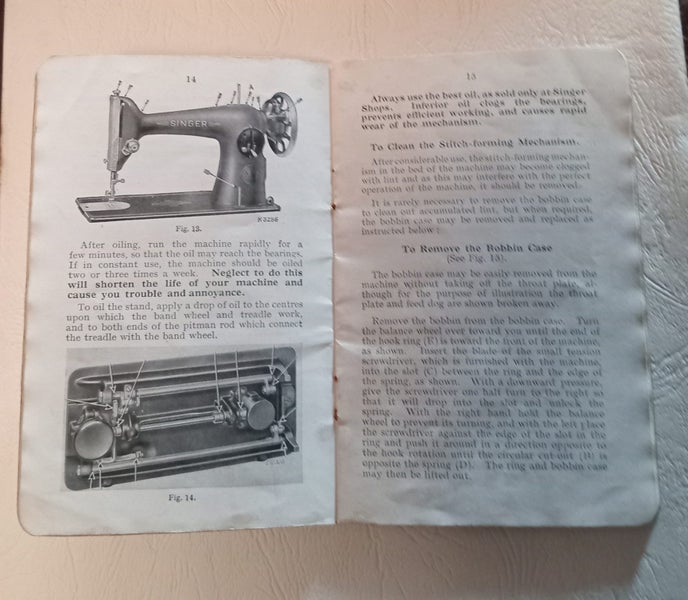 14
SINGER
K8256
Fig. 13.
After oiling, run the machine rapidly for a
few minutes, so that the oil may reach the bearings.
If in constant use, the machine should be oiled
two or three times a week. Neglect to do this
will shorten the life of your machine and
cause you trouble and annoyance.
To oil the stand, apply a drop of oil to the centres
upon which the band wheel and treadle work,
and to both ends of the pitman rod which connect
the treadle with the band wheel.
Fig. 14.
15
Always use the best oil, as sold only at Singer
Shops. Inferior oil clogs the bearings,
prevents efficient working, and causes rapid
wear of the mechanism.
To Clean the Stitch-forming Mechanism.
After considerable use, the stitch-forming mechan-
ism in the bed of the machine may become clogged
with lint and as this may interfere with the perfect
operation of the machine, it should be removed.
It is rarely necessary to remove the bobbin case
to clean out accumulated lint, but when required,
the bobbin case may be removed and replaced as
instructed below:
To Remove the Bobbin Case
(See Fig. 15).
The bobbin case may be easily removed from the
machine without taking off the throat plate, al-
though for the purpose of illustration the throat
plate and feed dog are shown broken away.
Remove the bobbin from the bobbin case. Turn
the balance wheel over toward you until the end of
the hook ring (E) is toward the front of the machine,
as shown. Insert the blade of the small tension
screwdriver, which is furnished with the machine,
into the slot (C) between the ring and the edge of
the spring, as shown. With a downward pressure,
give the screwdriver one half turn to the right so
that it will drop into the slot and unlock the
spring. With the right hand hold the balance
wheel to prevent its turning, and with the left place
the screwdriver against the edge of the slot in the
ring and push it around in a direction opposite to
the hook rotation until the circular cut-out (B) is
opposite the spring (D). The ring and bobbin case
may then be lifted out.